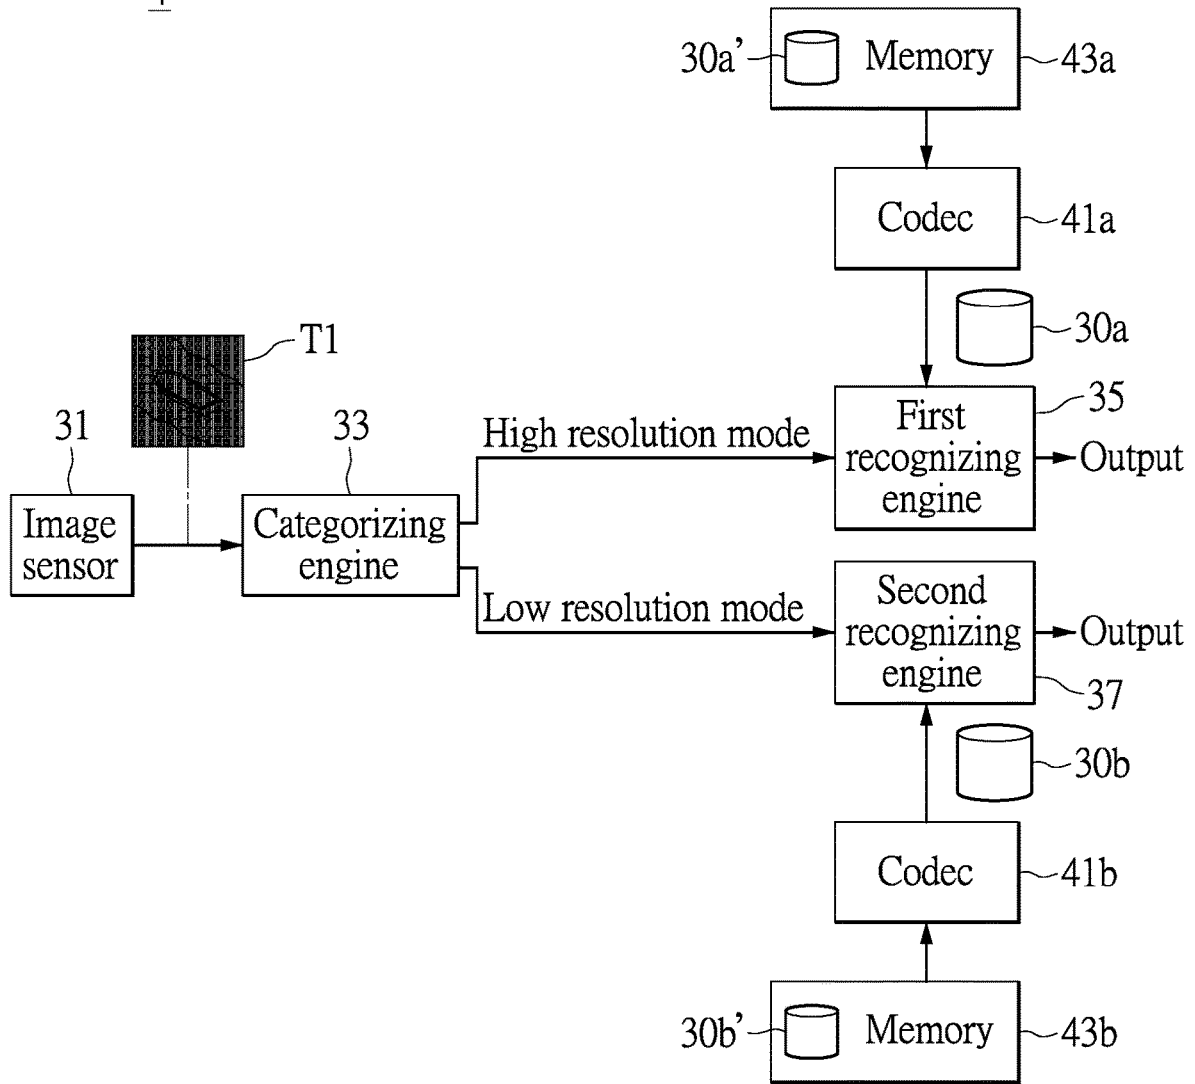 30a’
Memory
43a
Codec
41a
30a
T1
31
33
35
High resolution mode
First
recognizing
engine
Output
Image
sensor
Categorizing
engine
Low resolution mode
Second
recognizing
engine
Output
37
30b
Codec
41b
30b’
Memory
43b